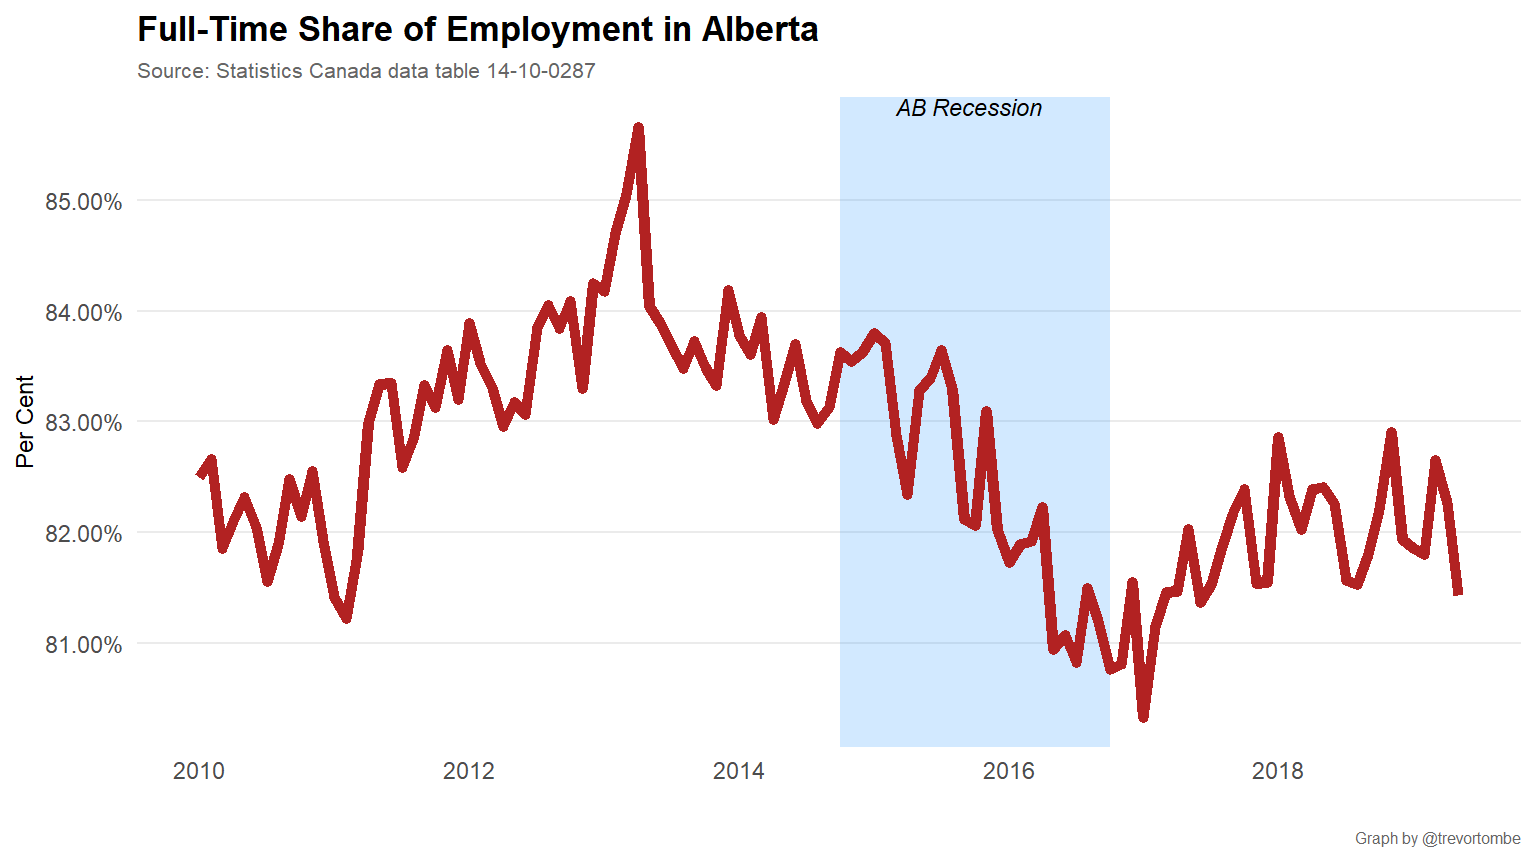 Full-Time Share of Employment in Alberta
Source: Statistics Canada data table 14-10-0287
AB Recession
85.00%
84.00%
83.00%
82.00%
81.00%
Per Cent
2010 2012 2014 2016 2018
Graph by @trevortombe